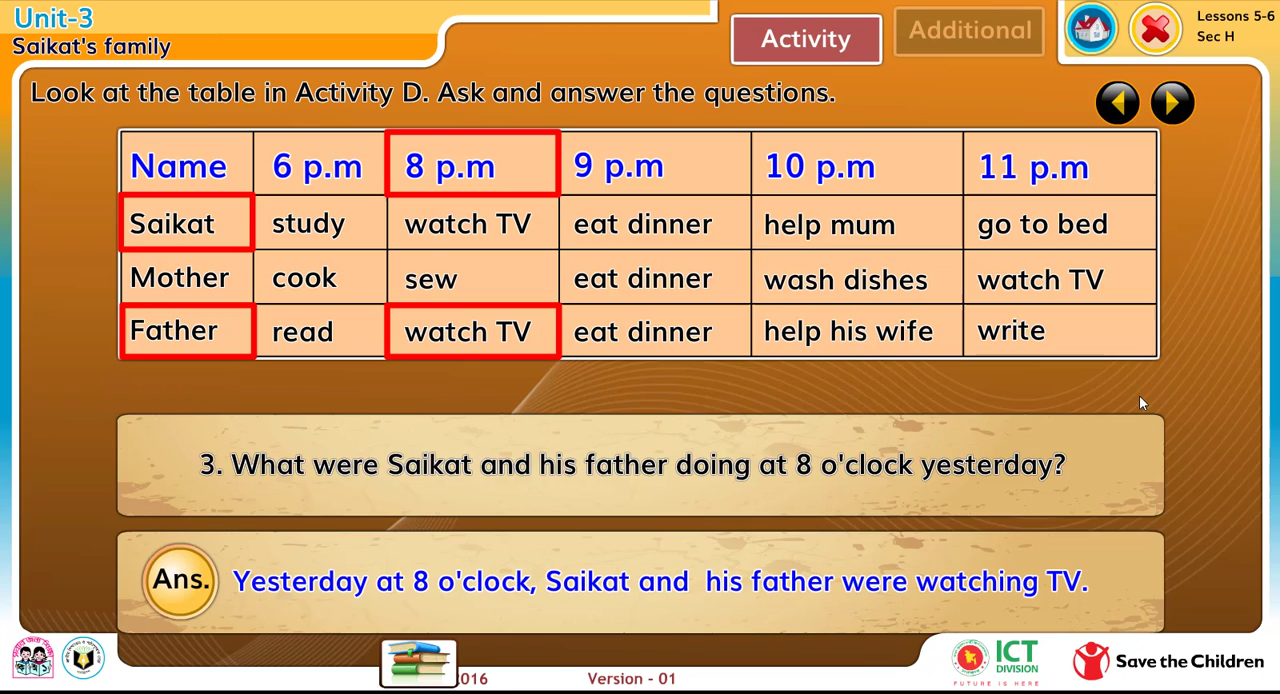 Unit-3
Saikat's family
Activity
Additional
Lessons 5-6
Sec H
Look at the table in Activity D. Ask and answer the questions.
Name 6 p.m 8 p.m 9 p.m 10 p.m 11 p.m
Saikat study watch TV eat dinner help mum go to bed
Mother cook sew eat dinner wash dishes watch TV
Father read watch TV eat dinner help his wife write
3. What were Saikat and his father doing at 8 o'clock yesterday?
Ans. Yesterday at 8 o'clock, Saikat and his father were watching TV.
2016 Version - 01
ICT
DIVISION
FUTURE IS HERE
Save the Children